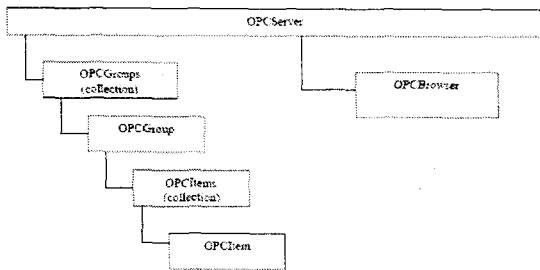 OPCServer
OPCGroups
(collection)
OPCBrowser
OPCGroup
OPCItems
(collection)
OPCItem